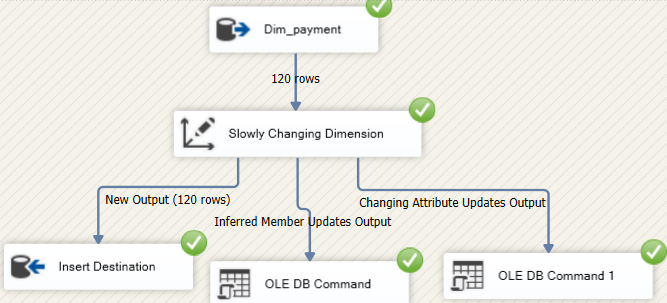 Dim_payment
120 rows
Slowly Changing Dimension
New Output (120 rows)
Changing Attribute Updates Output
Inferred Member Updates Output
Insert Destination
OLE DB Command
OLE DB Command 1